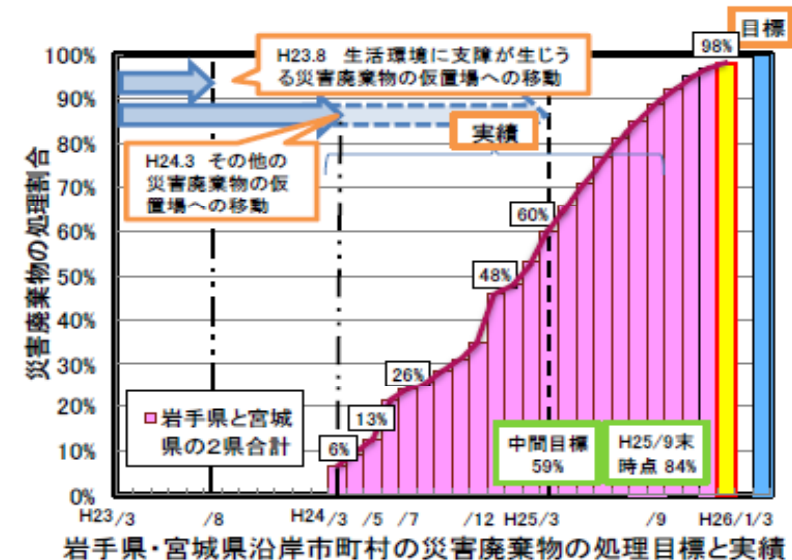 目標
98%
100%
90%
80%
70%
60%
50%
40%
30%
20%
10%
0%
災害廃棄物の処理割合
H23.8 生活環境に支障が生じう
る災害廃棄物の仮置場への移動
実績
H24.3 その他の
災害廃棄物の仮
置場への移動
60%
48%
26%
13%
6%
岩手県と宮城
県の2県合計
中間目標
59%
H25/9末
時点 84%
H23/3 /8 H24/3 /5 /7 /12 H25/3 /9 H26/1/3
岩手県・宮城県沿岸市町村の災害廃棄物の処理目標と実績